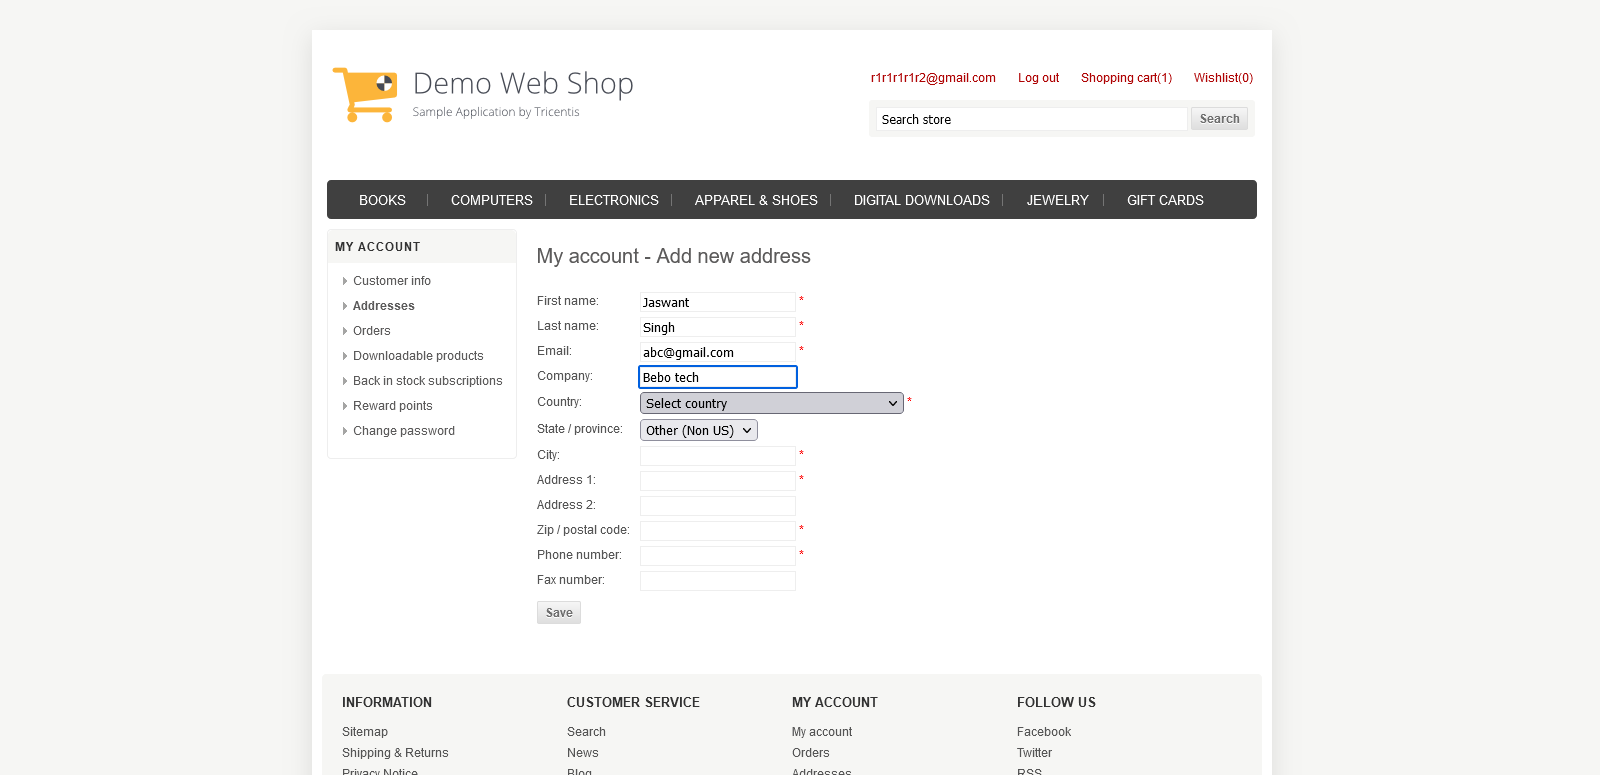 Demo Web Shop
Sample Application by Tricentis
r1r1r1r1r2@gmail.com Log out Shopping cart(1) Wishlist(0)
Search store Search
BOOKS COMPUTERS ELECTRONICS APPAREL & SHOES DIGITAL DOWNLOADS JEWELRY GIFT CARDS
MY ACCOUNT
Customer info
Addresses
Orders
Downloadable products
Back in stock subscriptions
Reward points
Change password
My account - Add new address
First name: Jaswant *
Last name: Singh *
Email: abc@gmail.com *
Company: Bebo tech
Country: Select country *
State / province: Other (Non US)
City: *
Address 1: *
Address 2:
Zip / postal code: *
Phone number: *
Fax number:
Save
INFORMATION CUSTOMER SERVICE MY ACCOUNT FOLLOW US
Sitemap Search My account Facebook
Shipping & Returns News Orders Twitter
Privacy Notice Blog Addresses RSS